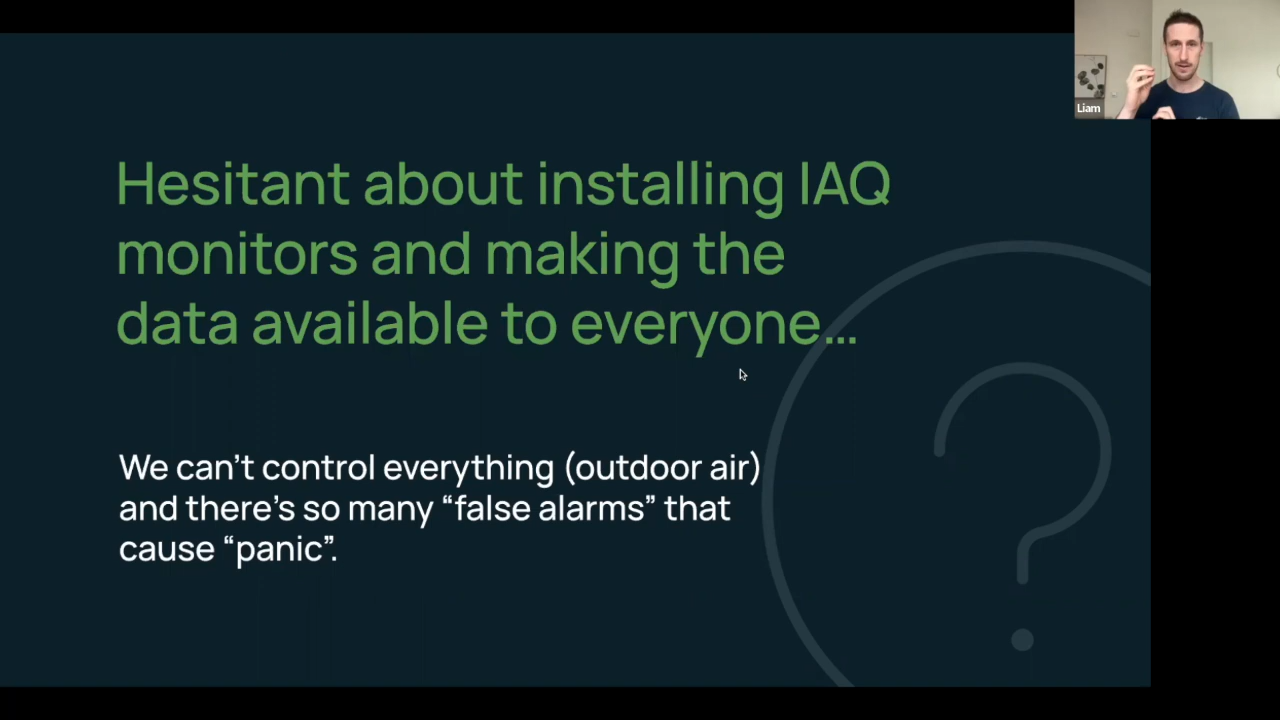 Liam
Hesitant about installing IAQ
monitors and making the
data available to everyone...
We can't control everything (outdoor air)
and there's so many “false alarms” that
cause “panic”.